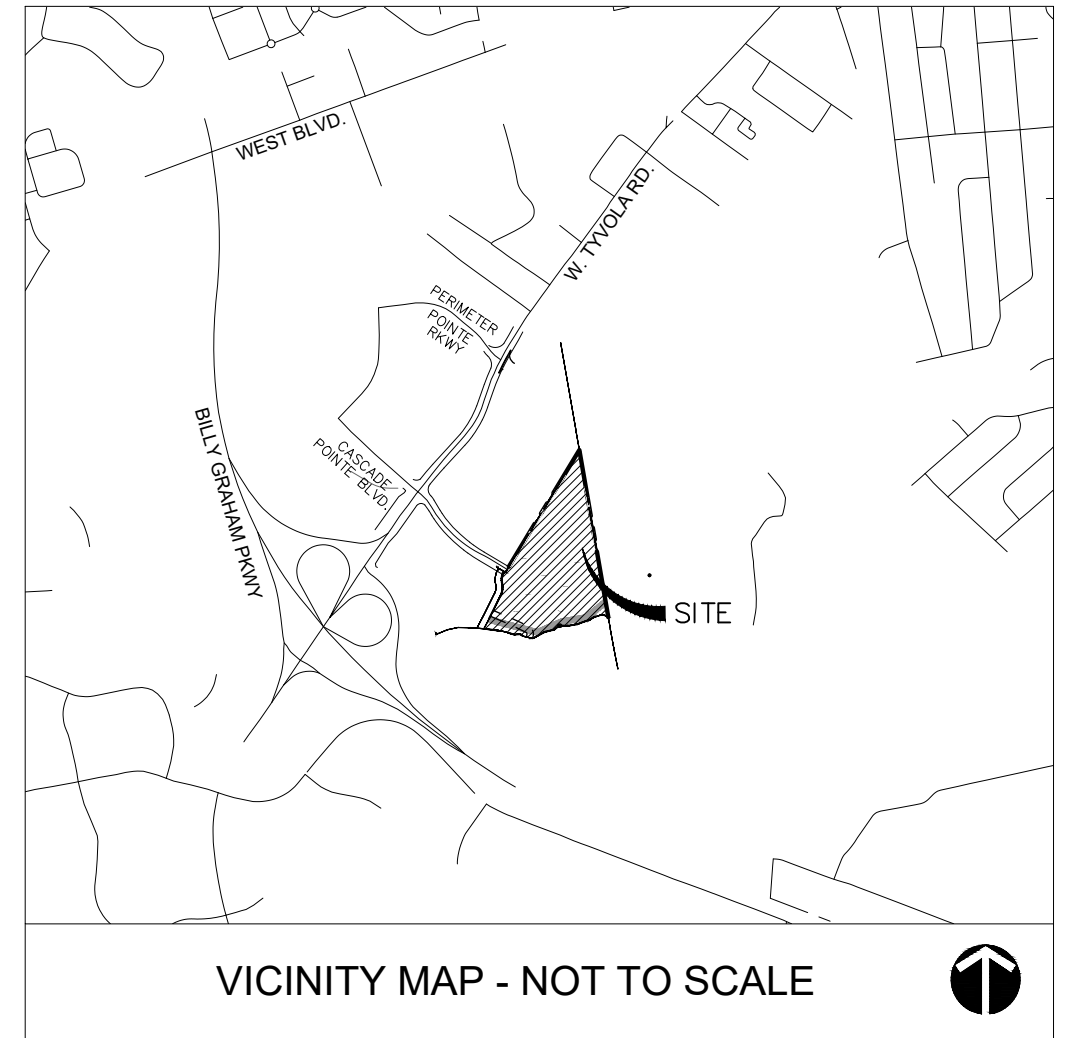 WEST BLVD.
W. TYVOLA RD.
PERIMETER
POINTE
RKWY
CASCADE
POINTE BLVD.
BILLY GRAHAM PKWY
SITE
VICINITY MAP - NOT TO SCALE